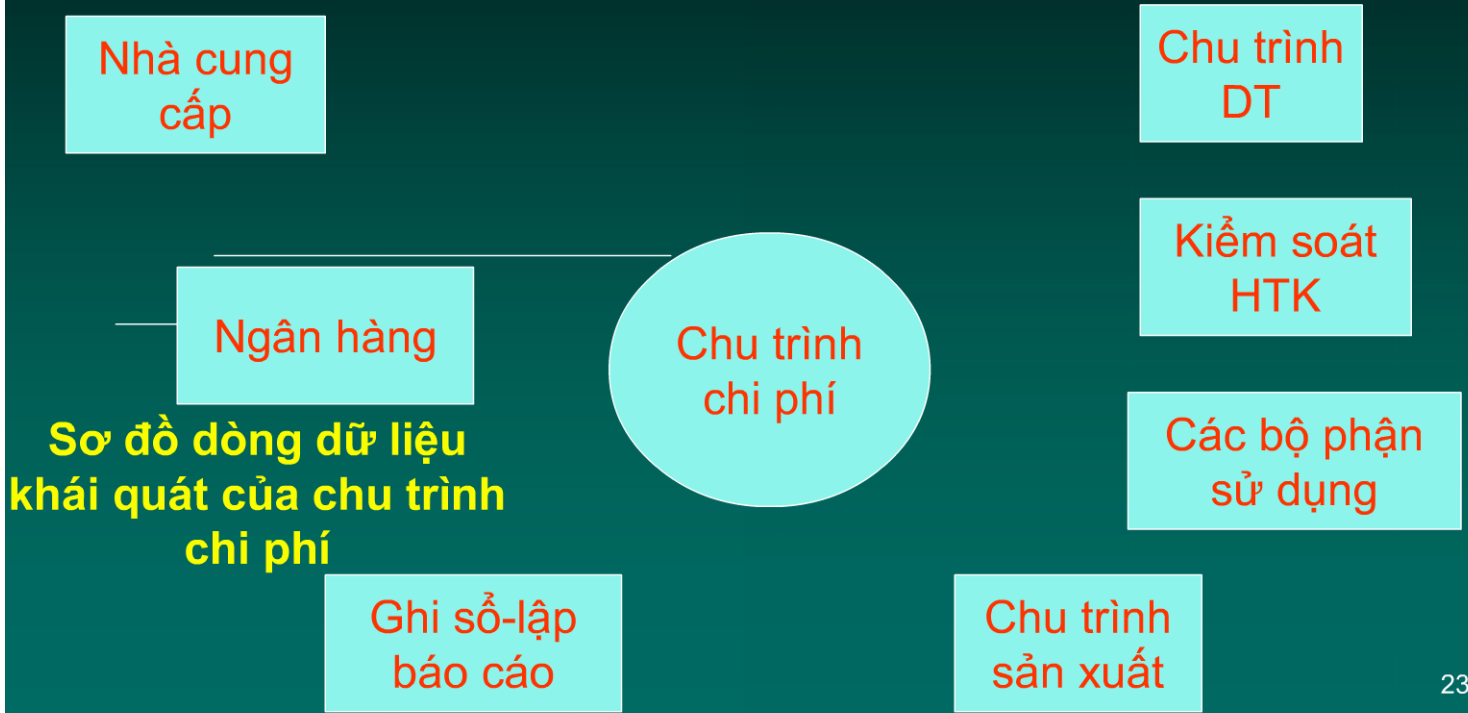 Nhà cung
cấp
Chu trình
DT
Kiểm soát
HTK
Ngân hàng
Chu trình
chi phí
Các bộ phận
sử dụng
Sơ đồ dòng dữ liệu
khái quát của chu trình
chi phí
Ghi sổ-lập
báo cáo
Chu trình
sản xuất
23